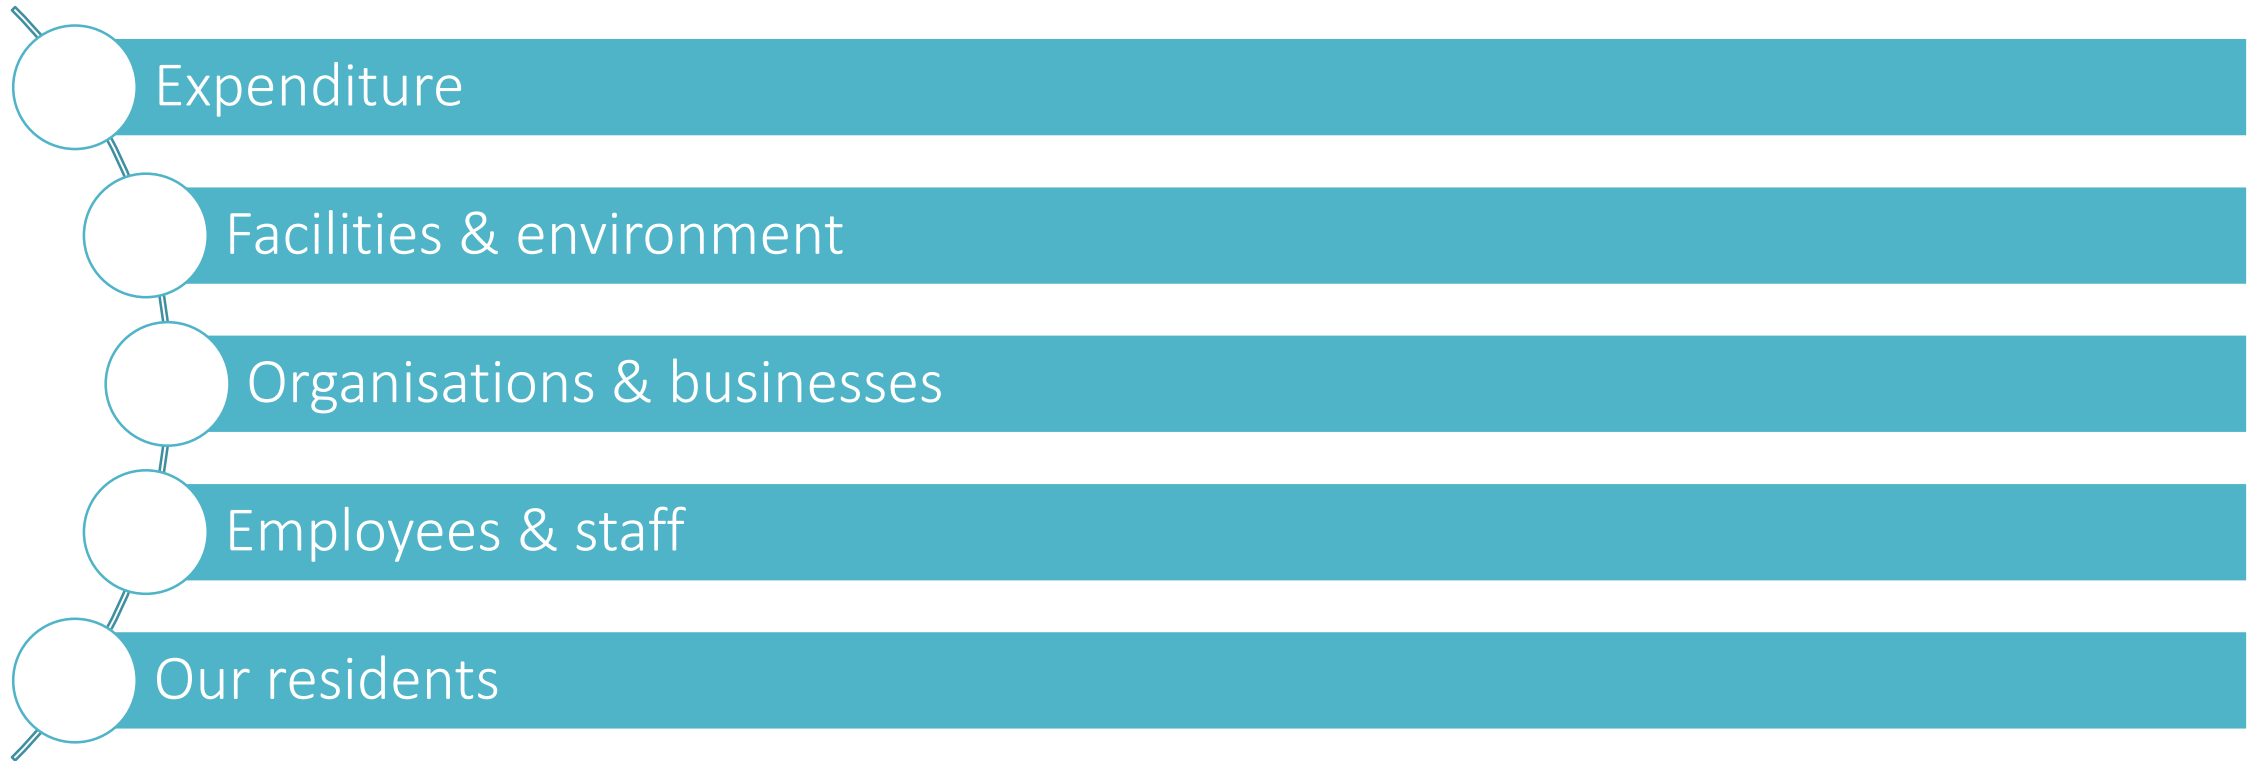 Expenditure
Facilities & environment
Organisations & businesses
Employees & staff
Our residents